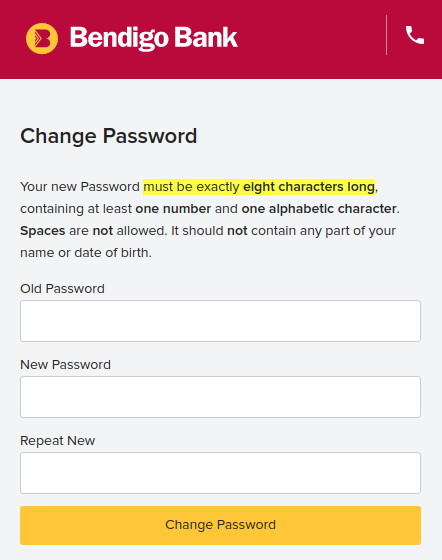 Bendigo Bank
Change Password
Your new Password must be exactly eight characters long,
containing at least one number and one alphabetic character.
Spaces are not allowed. It should not contain any part of your
name or date of birth.
Old Password
New Password
Repeat New
Change Password